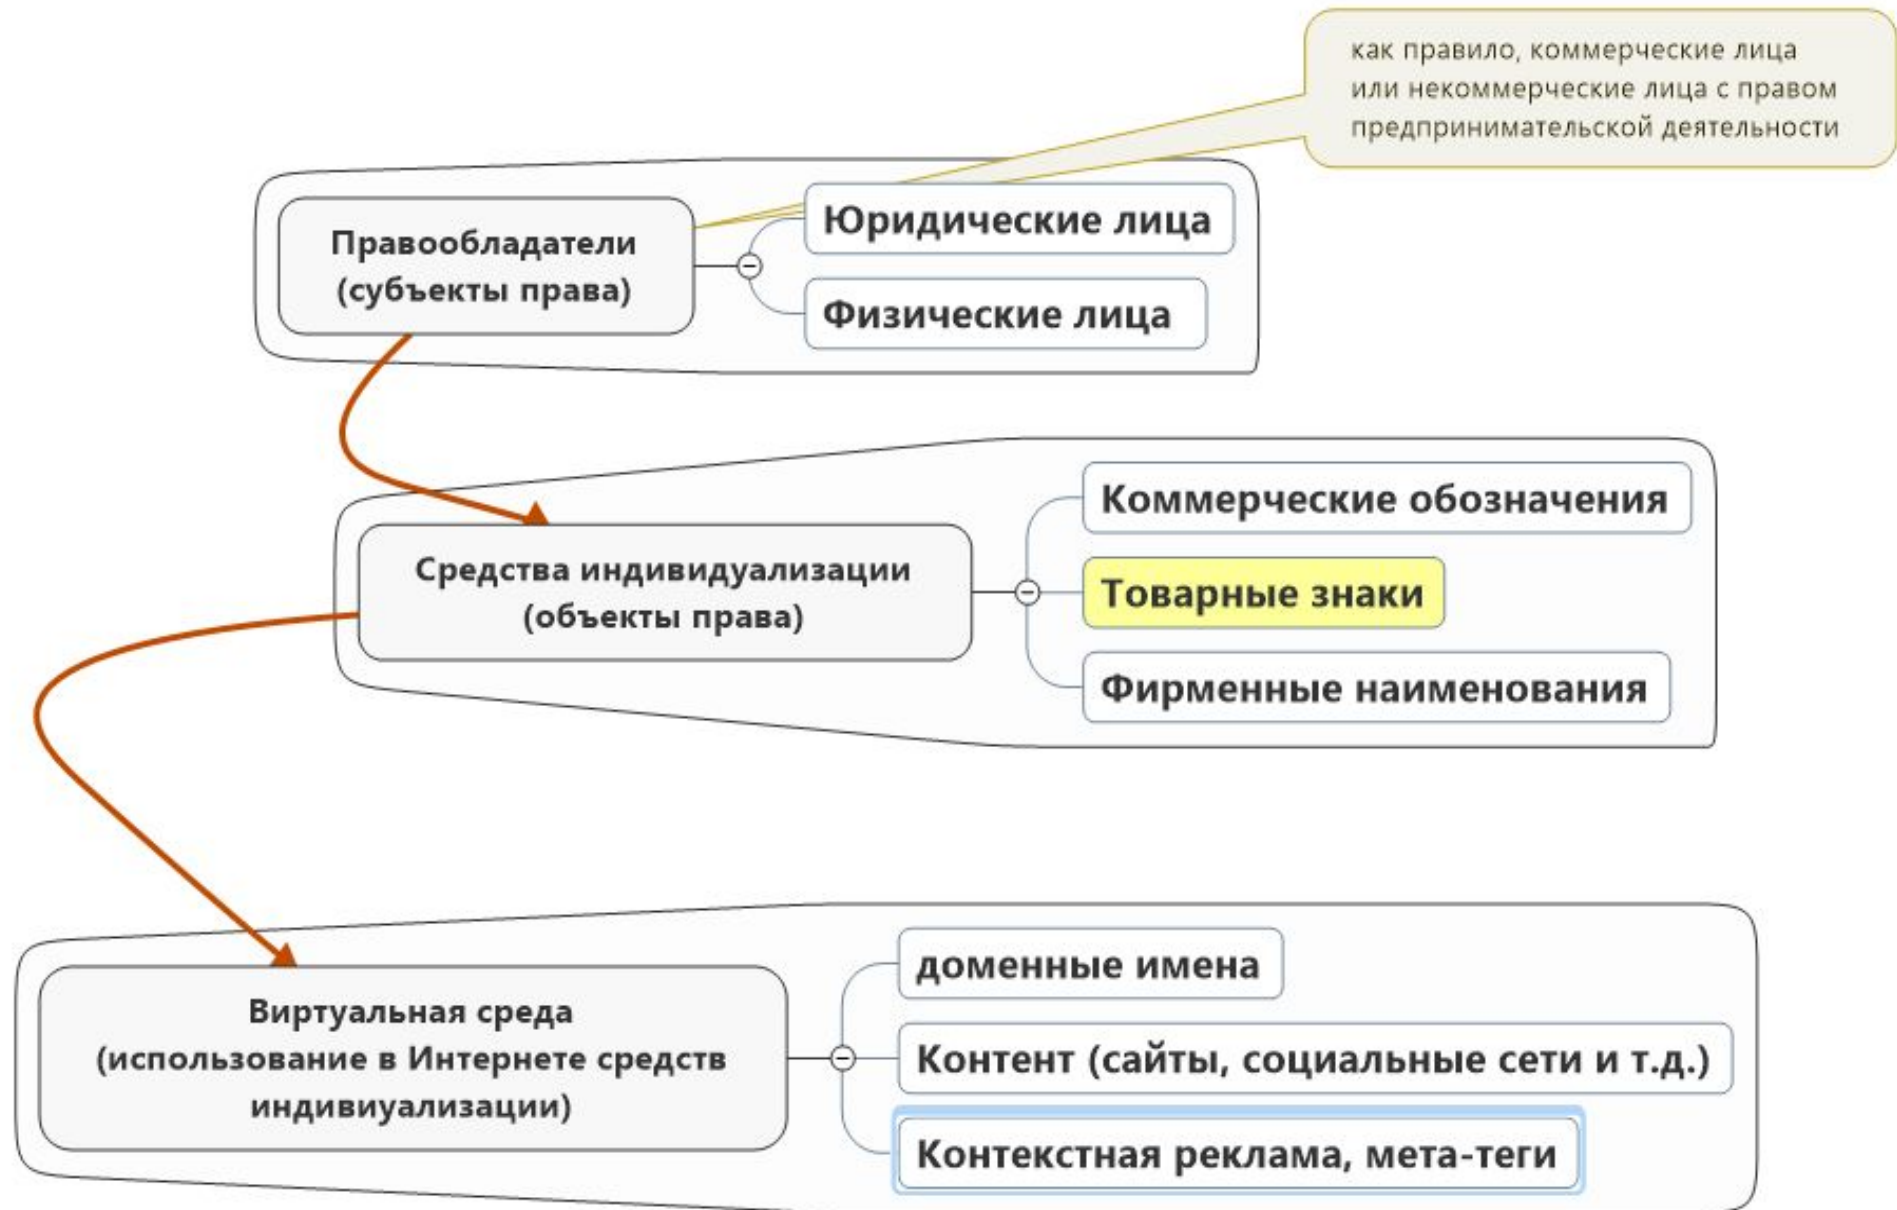 как правило, коммерческие лица
или некоммерческие лица с правом
предпринимательской деятельности
Правообладатели
(субъекты права)
Юридические лица
Физические лица
Средства индивидуализации
(объекты права)
Коммерческие обозначения
Товарные знаки
Фирменные наименования
Виртуальная среда
(использование в Интернете средств
индивиуализации)
доменные имена
Контент (сайты, социальные сети и т.д.)
Контекстная реклама, мета-теги